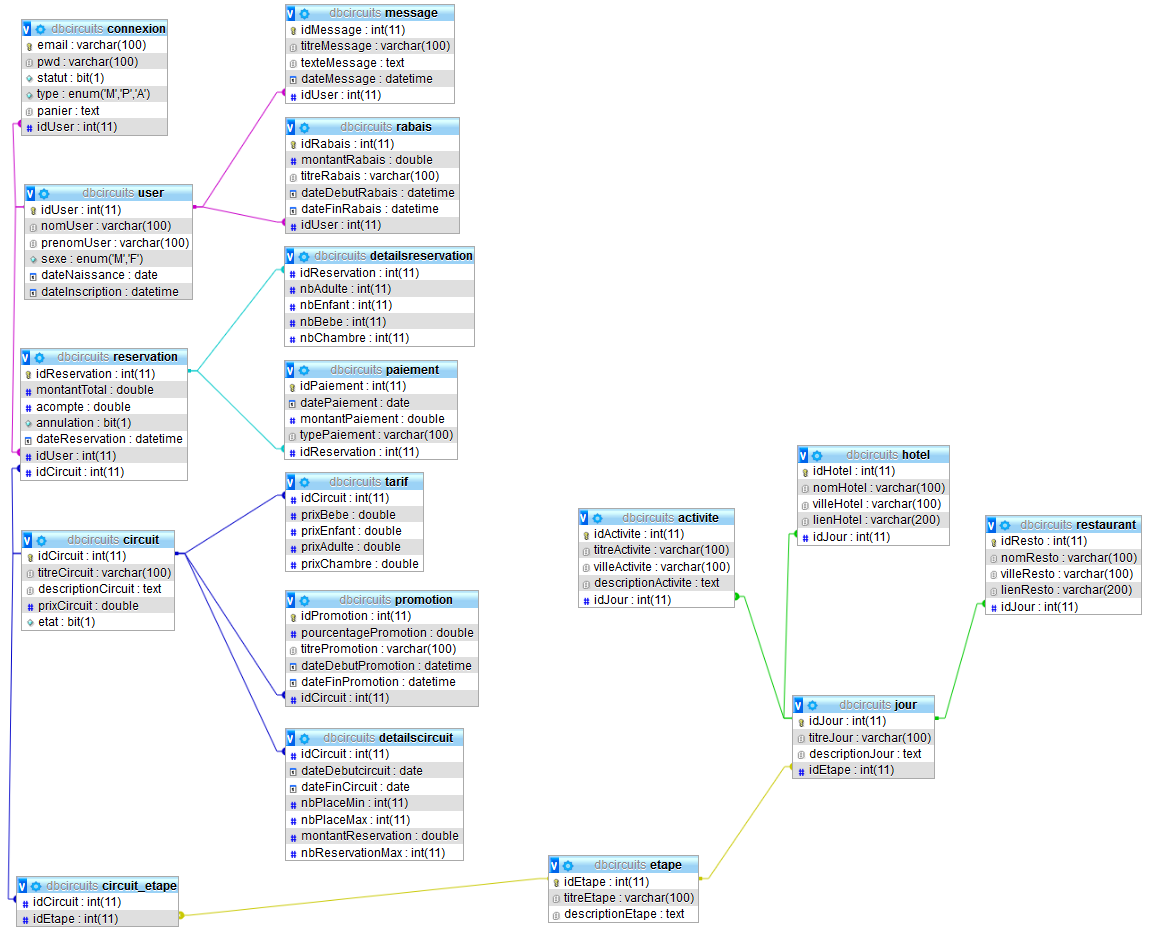 dbcircuits connexion
email : varchar(100)
pwd : varchar(100)
statut : bit(1)
type : enum('M','P','A')
panier : text
idUser : int(11)
dbcircuits message
idMessage : int(11)
titreMessage : varchar(100)
texteMessage : text
dateMessage : datetime
idUser : int(11)
dbcircuits rabais
idRabais : int(11)
montantRabais : double
titreRabais : varchar(100)
dateDebutRabais : datetime
dateFinRabais : datetime
idUser : int(11)
dbcircuits user
idUser : int(11)
nomUser : varchar(100)
prenomUser : varchar(100)
sexe : enum('M','F')
dateNaissance : date
dateInscription : datetime
dbcircuits detailsreservation
idReservation : int(11)
nbAdulte : int(11)
nbEnfant : int(11)
nbBebe : int(11)
nbChambre : int(11)
dbcircuits reservation
idReservation : int(11)
montantTotal : double
acompte : double
annulation : bit(1)
dateReservation : datetime
idUser : int(11)
idCircuit : int(11)
dbcircuits paiement
idPaiement : int(11)
datePaiement : date
montantPaiement : double
typePaiement : varchar(100)
idReservation : int(11)
dbcircuits tarif
idCircuit : int(11)
prixBebe : double
prixEnfant : double
prixAdulte : double
prixChambre : double
dbcircuits circuit
idCircuit : int(11)
titreCircuit : varchar(100)
descriptionCircuit : text
prixCircuit : double
etat : bit(1)
dbcircuits promotion
idPromotion : int(11)
pourcentagePromotion : double
titrePromotion : varchar(100)
dateDebutPromotion : datetime
dateFinPromotion : datetime
idCircuit : int(11)
dbcircuits detailscircuit
idCircuit : int(11)
dateDebutcircuit : date
dateFinCircuit : date
nbPlaceMin : int(11)
nbPlaceMax : int(11)
montantReservation : double
nbReservationMax : int(11)
dbcircuits circuit_etape
idCircuit : int(11)
idEtape : int(11)
dbcircuits hotel
idHotel : int(11)
nomHotel : varchar(100)
villeHotel : varchar(100)
lienHotel : varchar(200)
idJour : int(11)
dbcircuits activite
idActivite : int(11)
titreActivite : varchar(100)
villeActivite : varchar(100)
descriptionActivite : text
idJour : int(11)
dbcircuits restaurant
idResto : int(11)
nomResto : varchar(100)
villeResto : varchar(100)
lienResto : varchar(200)
idJour : int(11)
dbcircuits jour
idJour : int(11)
titreJour : varchar(100)
descriptionJour : text
idEtape : int(11)
dbcircuits etape
idEtape : int(11)
titreEtape : varchar(100)
descriptionEtape : text